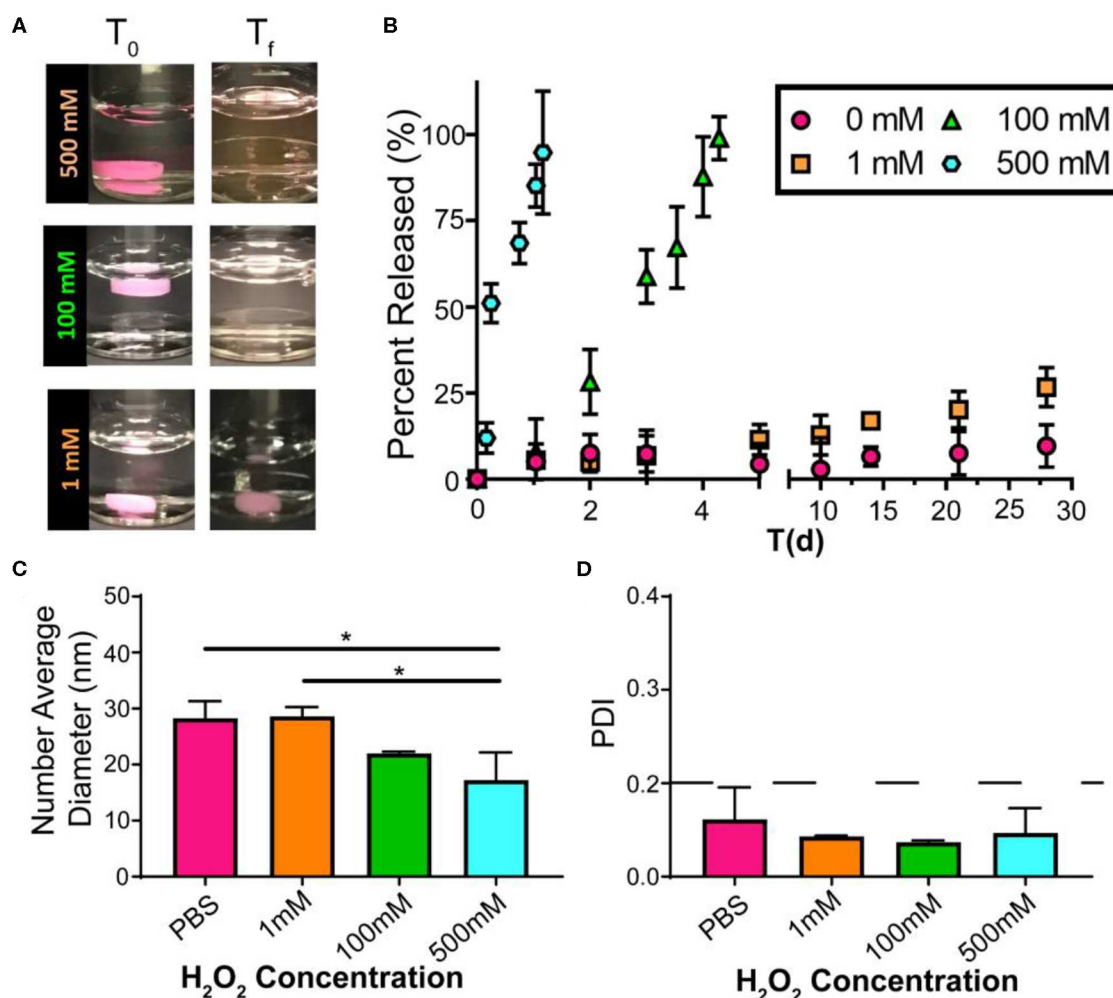 A
T₀
T_f
500 mM
100 mM
1 mM
B
Percent Released (%)
100
75
50
25
0
0 2 4 10 15 20 25 30
T(d)
0 mM 100 mM
1 mM 500 mM
C
Number Average
Diameter (nm)
50
40
30
20
10
0
*
*
PBS 1mM 100mM 500mM
H₂O₂ Concentration
D
PDI
0.4
0.3
0.2
0.0
PBS 1mM 100mM 500mM
H₂O₂ Concentration